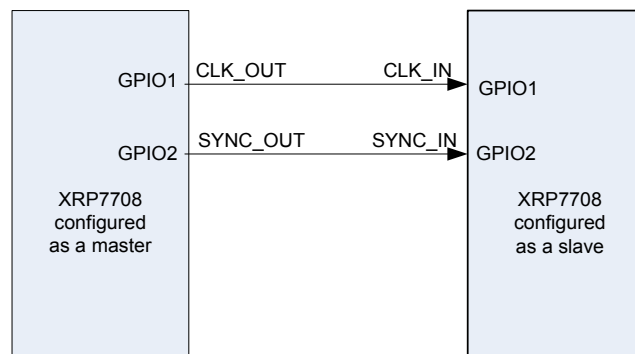 GPIO1 CLK_OUT CLK_IN GPIO1
GPIO2 SYNC_OUT SYNC_IN GPIO2
XRP7708
configured
as a master
XRP7708
configured
as a slave